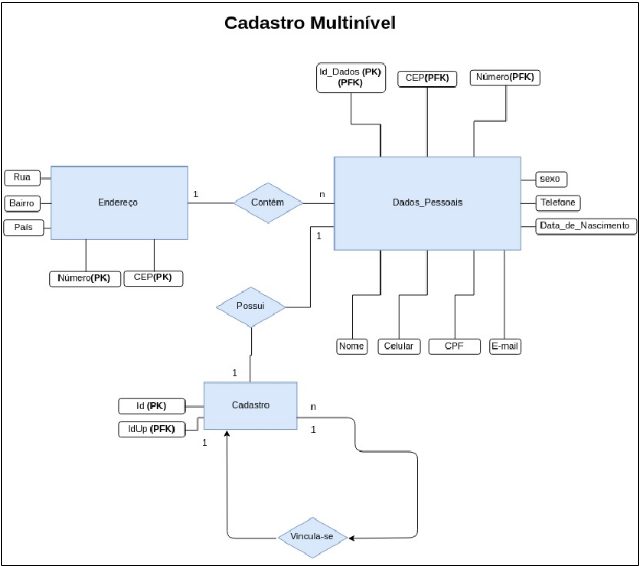 Cadastro Multinível
Id_Dados (PK)
(PFK)
CEP(PFK)
Número(PFK)
Rua
Bairro
País
Endereço
1
Contém
n
Dados_Pessoais
1
sexo
Telefone
Data_de_Nascimento
Número(PK)
CEP(PK)
Possui
Nome
Celular
CPF
E-mail
1
Id (PK)
IdUp (PFK)
Cadastro
n
1
1
Vincula-se